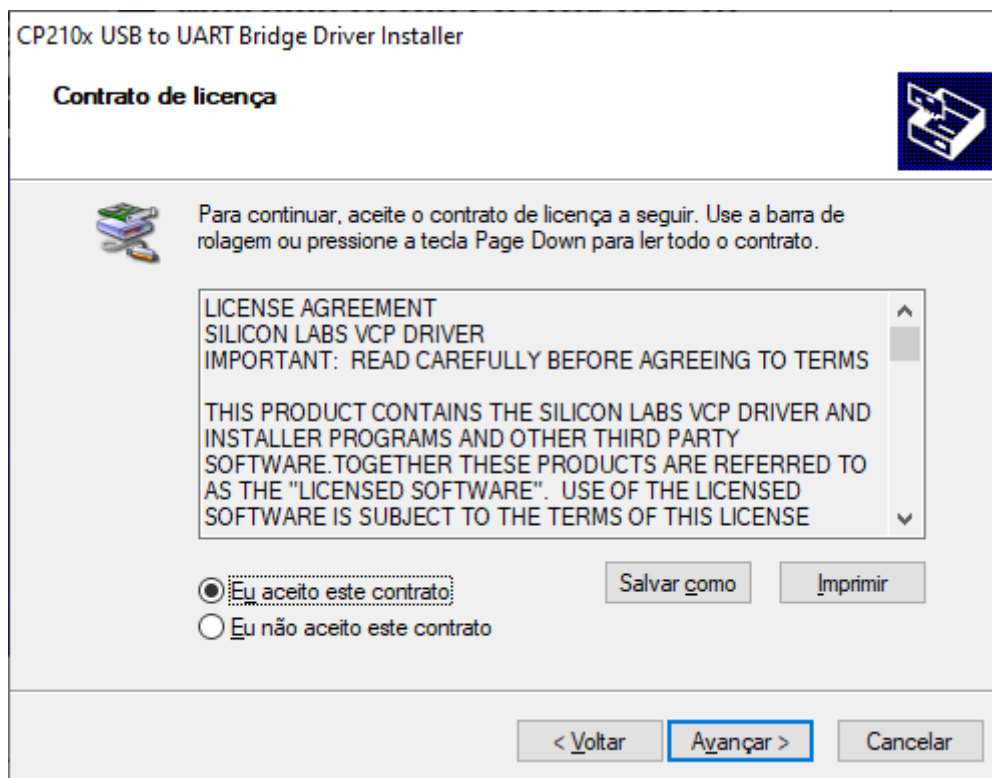 CP210x USB to UART Bridge Driver Installer
Contrato de licença
Para continuar, aceite o contrato de licença a seguir. Use a barra de
rolagem ou pressione a tecla Page Down para ler todo o contrato.
LICENSE AGREEMENT
SILICON LABS VCP DRIVER
IMPORTANT:  READ CAREFULLY BEFORE AGREEING TO TERMS
THIS PRODUCT CONTAINS THE SILICON LABS VCP DRIVER AND
INSTALLER PROGRAMS AND OTHER THIRD PARTY
SOFTWARE.TOGETHER THESE PRODUCTS ARE REFERRED TO
AS THE "LICENSED SOFTWARE".  USE OF THE LICENSED
SOFTWARE IS SUBJECT TO THE TERMS OF THIS LICENSE
Eu aceito este contrato
Salvar como
Imprimir
Eu não aceito este contrato
< Voltar
Avançar >
Cancelar